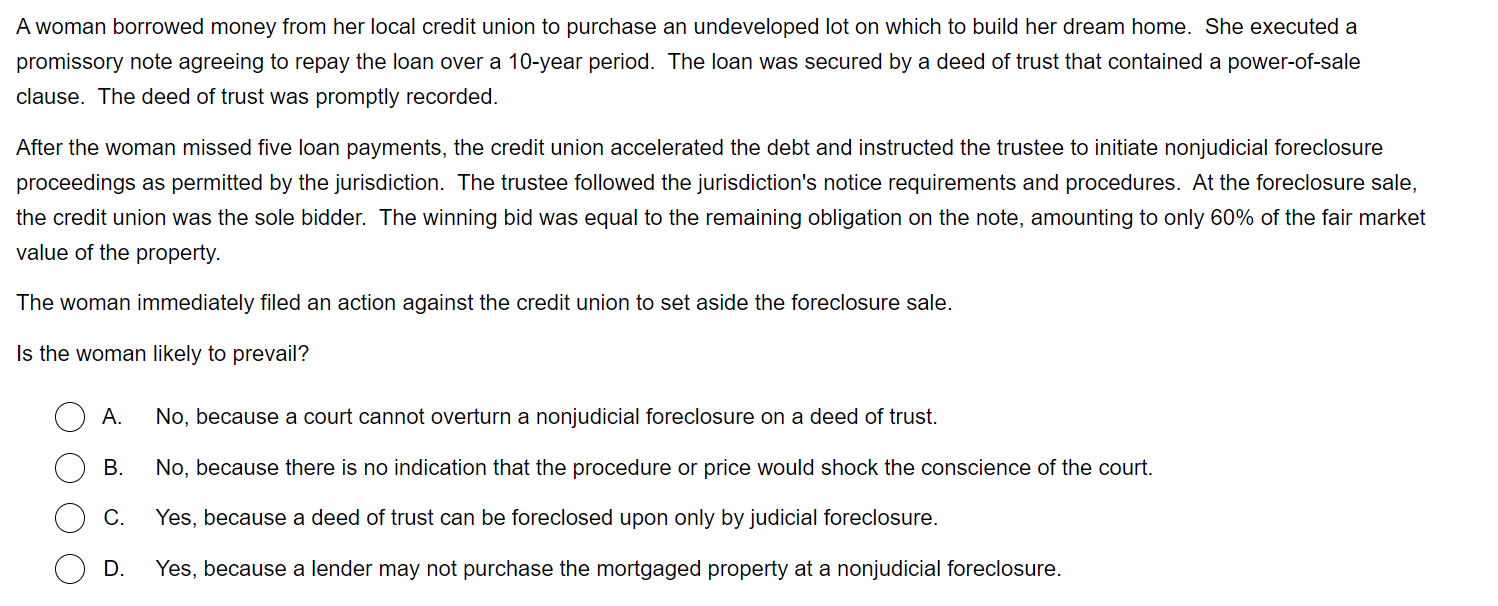 A woman borrowed money from her local credit union to purchase an undeveloped lot on which to build her dream home.  She executed a
promissory note agreeing to repay the loan over a 10-year period.  The loan was secured by a deed of trust that contained a power-of-sale
clause.  The deed of trust was promptly recorded.
After the woman missed five loan payments, the credit union accelerated the debt and instructed the trustee to initiate nonjudicial foreclosure
proceedings as permitted by the jurisdiction.  The trustee followed the jurisdiction's notice requirements and procedures.  At the foreclosure sale,
the credit union was the sole bidder.  The winning bid was equal to the remaining obligation on the note, amounting to only 60% of the fair market
value of the property.
The woman immediately filed an action against the credit union to set aside the foreclosure sale.
Is the woman likely to prevail?
A. No, because a court cannot overturn a nonjudicial foreclosure on a deed of trust.
B. No, because there is no indication that the procedure or price would shock the conscience of the court.
C. Yes, because a deed of trust can be foreclosed upon only by judicial foreclosure.
D. Yes, because a lender may not purchase the mortgaged property at a nonjudicial foreclosure.